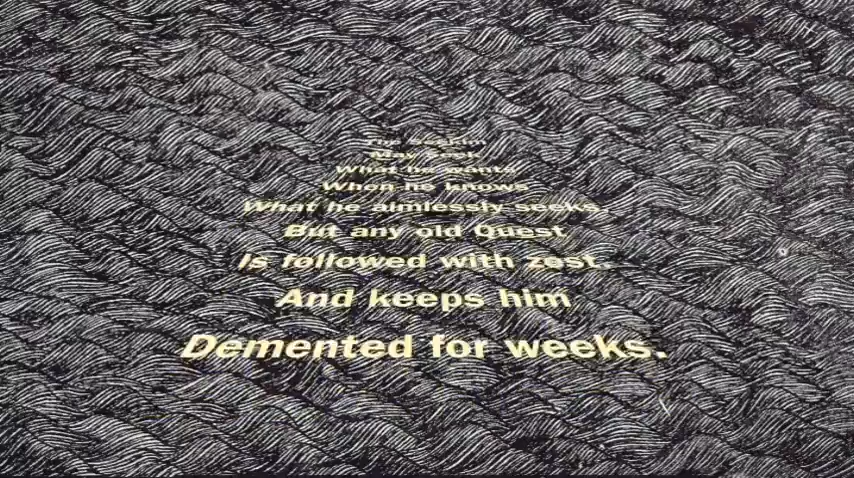 May Seek
What he wants
When he knows
What he aimlessly seeks.
But any old Quest
Is followed with zest.
And keeps him
Demented for weeks.